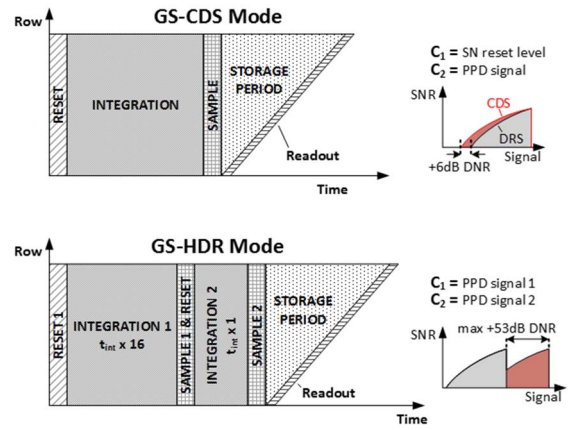 GS-CDS Mode
Row
RESET
INTEGRATION
SAMPLE
STORAGE
PERIOD
Readout
Time
C₁ = SN reset level
C₂ = PPD signal
SNR
CDS
DRS
Signal
+6dB DNR
GS-HDR Mode
Row
RESET 1
INTEGRATION 1
tᵢₙₜ x 16
SAMPLE 1 & RESET
INTEGRATION 2
tᵢₙₜ x 1
SAMPLE 2
STORAGE
PERIOD
Readout
Time
C₁ = PPD signal 1
C₂ = PPD signal 2
max +53dB DNR
SNR
Signal